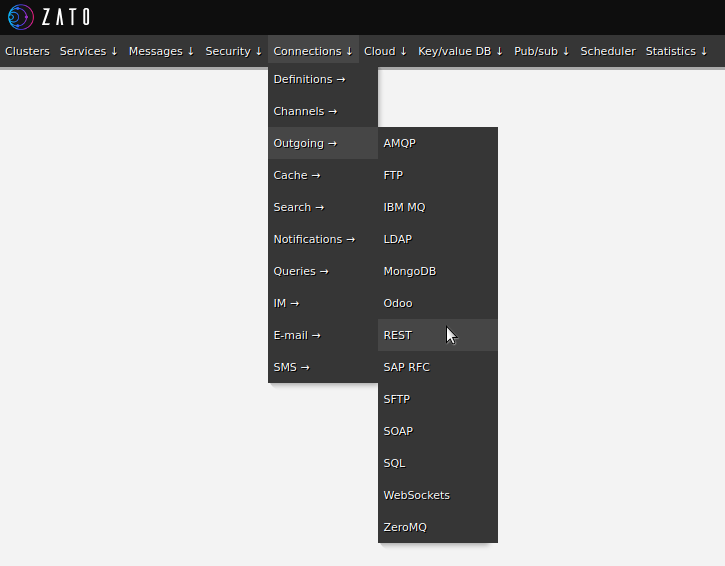 ZATO
Clusters Services ↓ Messages ↓ Security ↓ Connections ↓ Cloud ↓ Key/value DB ↓ Pub/sub ↓ Scheduler Statistics ↓
Definitions →
Channels →
Outgoing →
Cache →
Search →
Notifications →
Queries →
IM →
E-mail →
SMS →
AMQP
FTP
IBM MQ
LDAP
MongoDB
Odoo
REST
SAP RFC
SFTP
SOAP
SQL
WebSockets
ZeroMQ